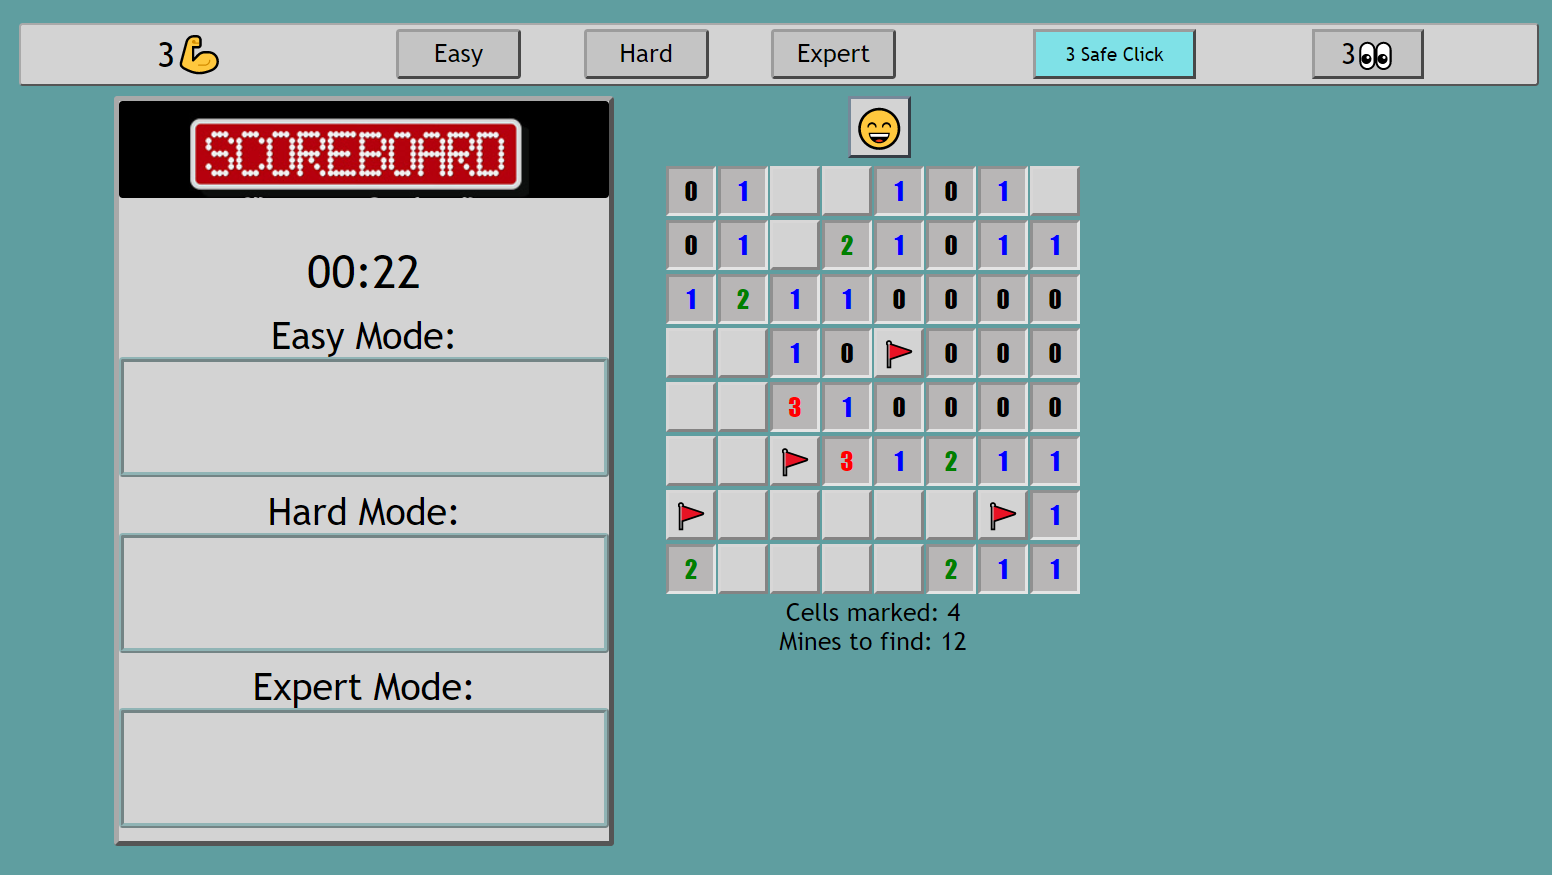 3 Easy Hard Expert 3 Safe Click 3
SCOREBOARD
00:22
Easy Mode:
Hard Mode:
Expert Mode:
0 1 1 0 1
0 1 2 1 0 1 1
1 2 1 1 0 0 0 0
1 0 0 0 0
3 1 0 0 0 0
3 1 2 1 1
1
2 2 1 1
Cells marked: 4
Mines to find: 12